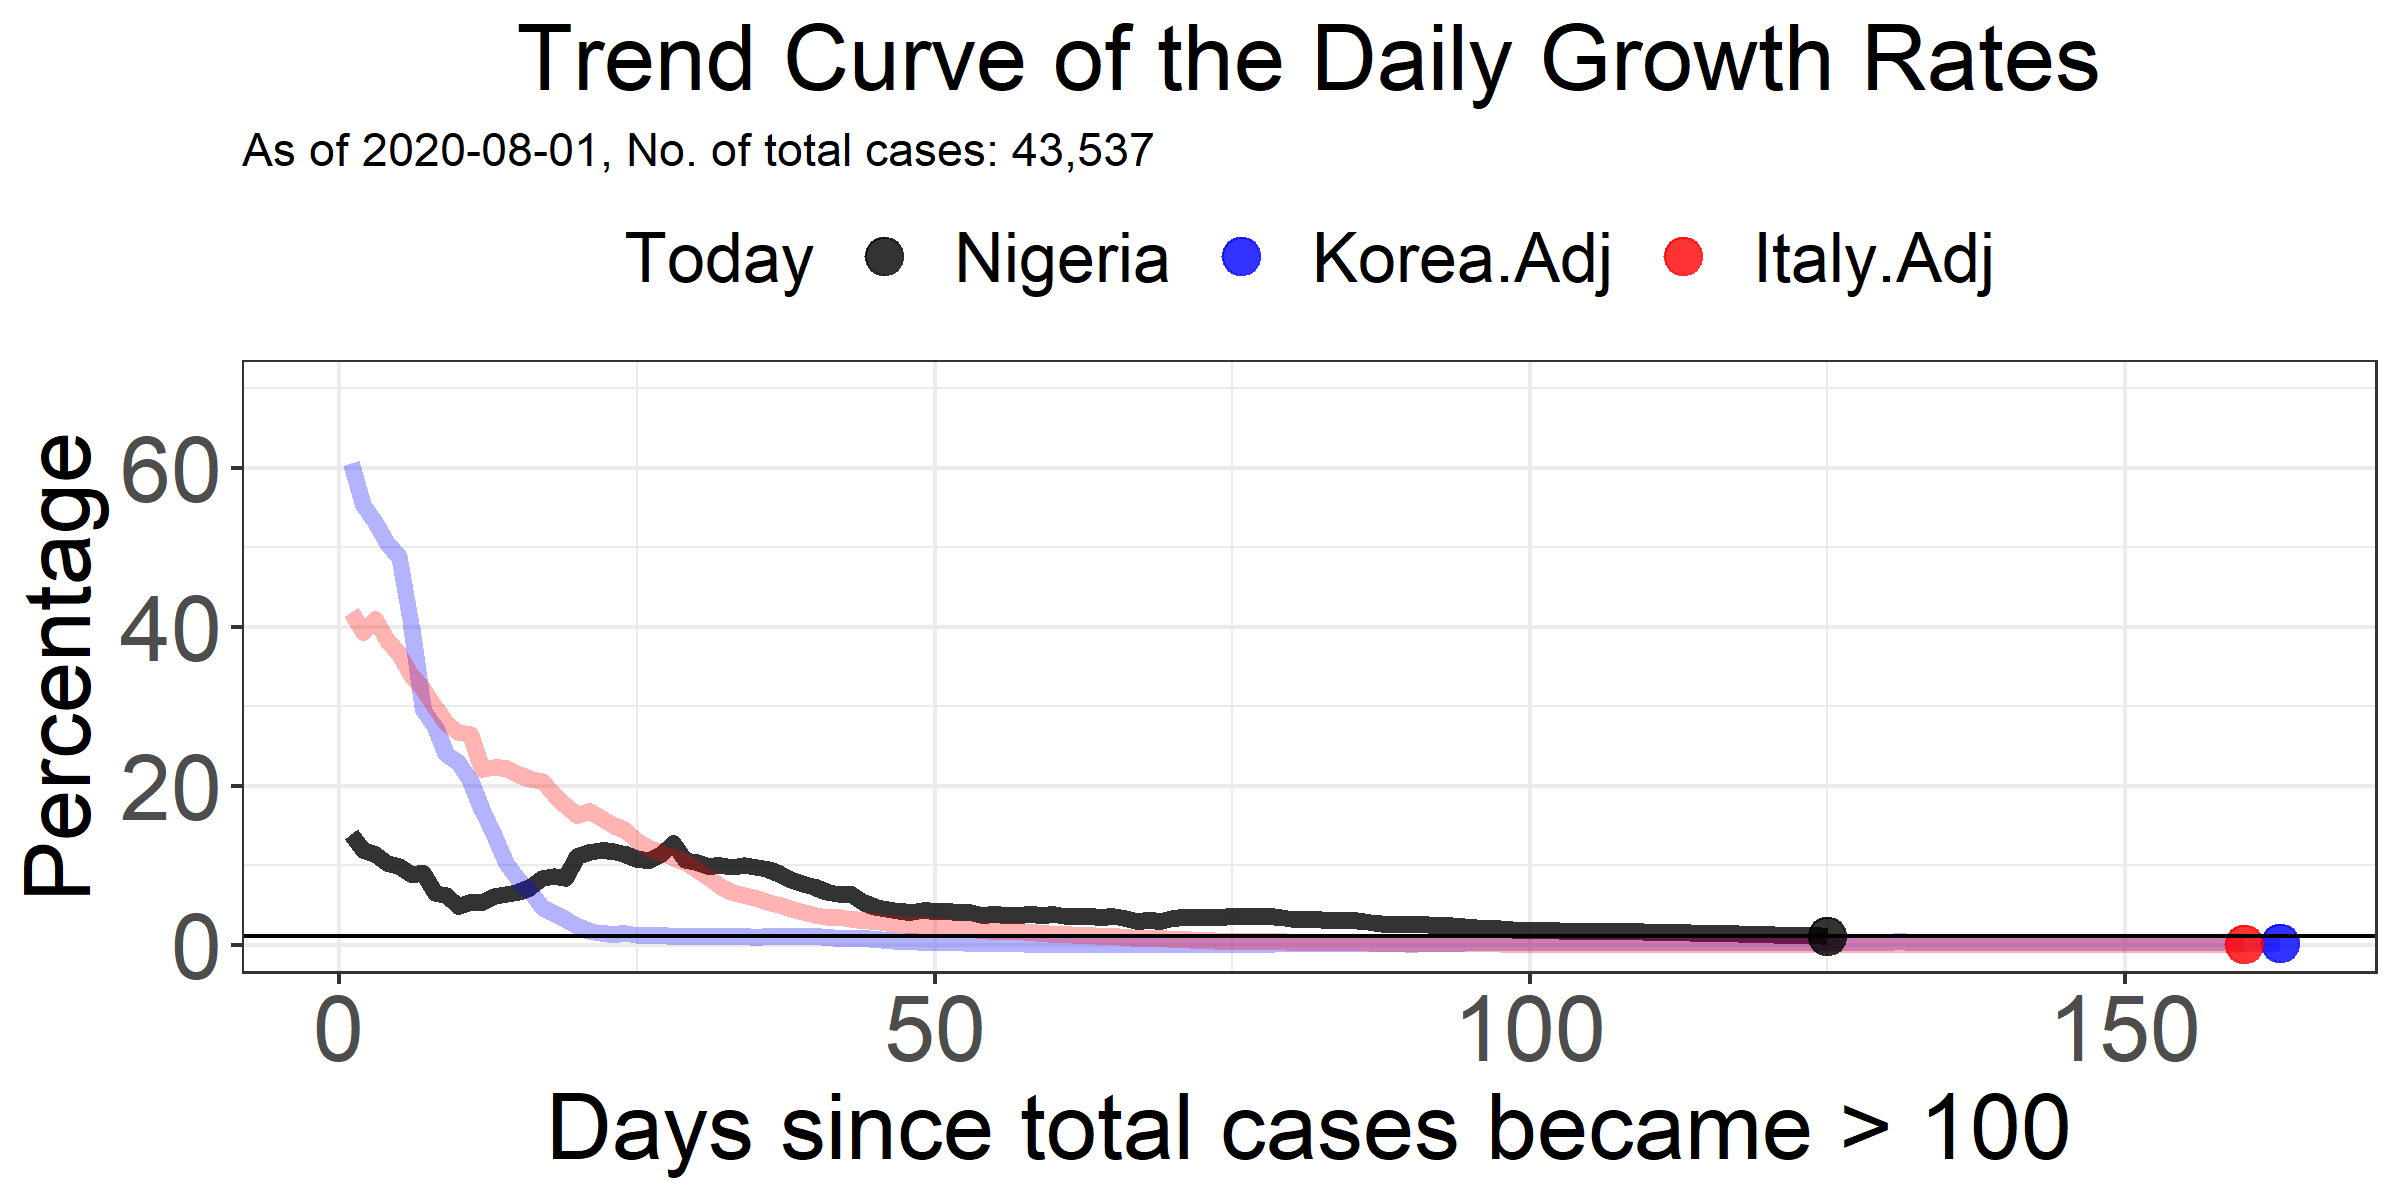 Trend Curve of the Daily Growth Rates
As of 2020-08-01, No. of total cases: 43,537
Today Nigeria Korea.Adj Italy.Adj
Percentage
60
40
20
0
0 50 100 150
Days since total cases became > 100